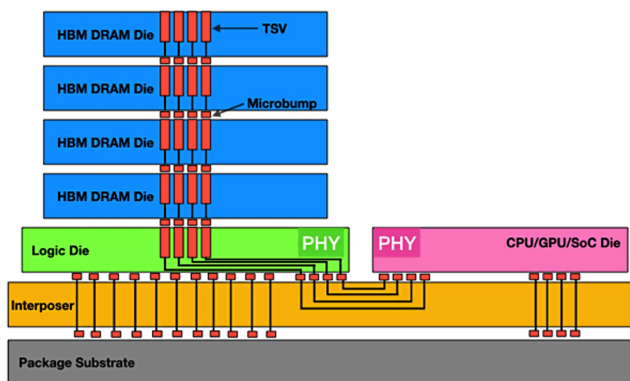 HBM DRAM Die
TSV
HBM DRAM Die
Microbump
HBM DRAM Die
HBM DRAM Die
Logic Die
PHY
PHY
CPU/GPU/SoC Die
Interposer
Package Substrate